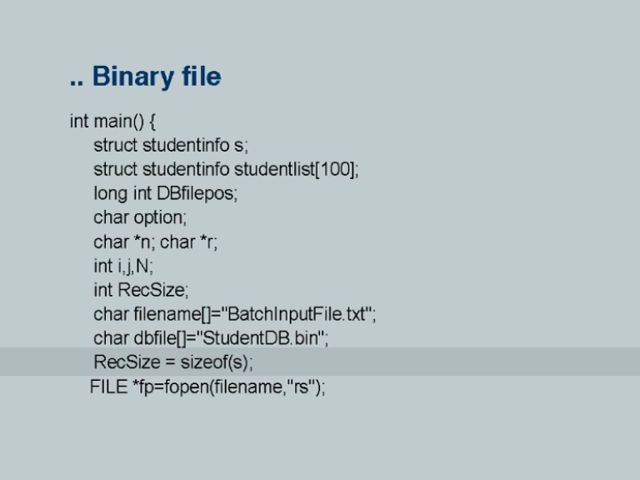 .. Binary file
int main() {
struct studentinfo s;
struct studentinfo studentlist[100];
long int DBfilepos;
char option;
char *n; char *r;
int i,j,N;
int RecSize;
char filename[]="BatchInputFile.txt";
char dbfile[]="StudentDB.bin";
RecSize = sizeof(s);
FILE *fp=fopen(filename,"rs");